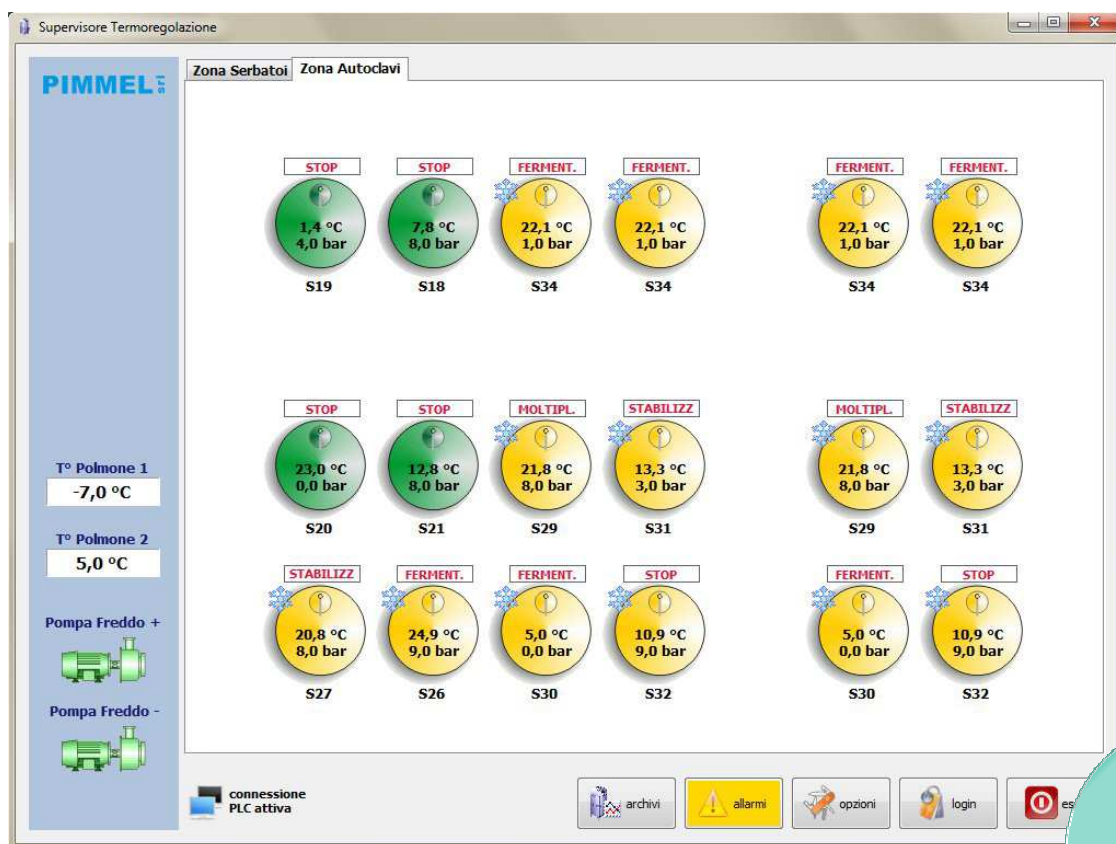 Supervisore Termoregolazione
PIMMEL srl
Zona Serbatoi Zona Autoclavi
STOP STOP FERMENT. FERMENT. FERMENT. FERMENT.
1,4 °C 7,8 °C 22,1 °C 22,1 °C 22,1 °C 22,1 °C
4,0 bar 8,0 bar 1,0 bar 1,0 bar 1,0 bar 1,0 bar
S19 S18 S34 S34 S34 S34
STOP STOP MOLTIPL. STABILIZZ MOLTIPL. STABILIZZ
23,0 °C 12,8 °C 21,8 °C 13,3 °C 21,8 °C 13,3 °C
0,0 bar 8,0 bar 8,0 bar 3,0 bar 8,0 bar 3,0 bar
S20 S21 S29 S31 S29 S31
STABILIZZ FERMENT. FERMENT. STOP FERMENT. STOP
20,8 °C 24,9 °C 5,0 °C 10,9 °C 5,0 °C 10,9 °C
8,0 bar 9,0 bar 0,0 bar 9,0 bar 0,0 bar 9,0 bar
S27 S26 S30 S32 S30 S32
T° Polmone 1
-7,0 °C
T° Polmone 2
5,0 °C
Pompa Freddo +
Pompa Freddo -
connessione
PLC attiva
archivi allarmi opzioni login